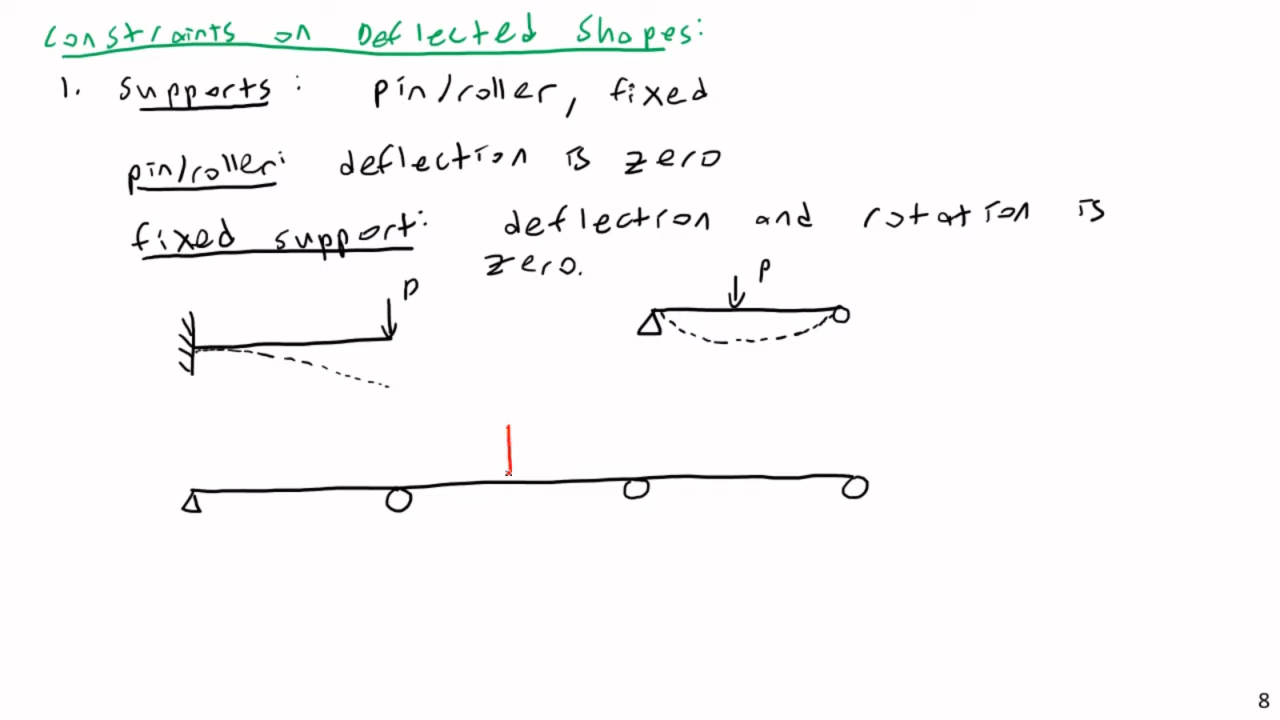 Constraints on Deflected Shapes:
1. Supports: pin/roller, fixed
pin/roller: deflection is zero
fixed support: deflection and rotation is
zero.
P
P
8